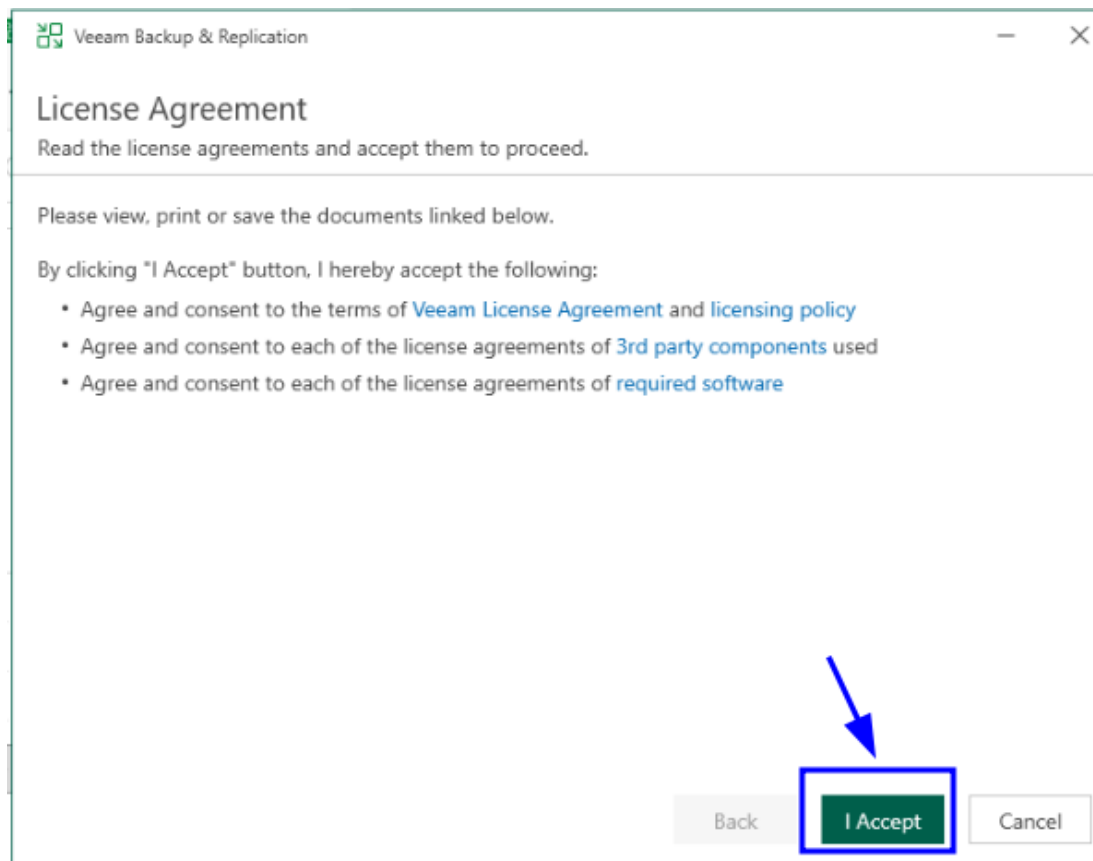 Veeam Backup & Replication
License Agreement
Read the license agreements and accept them to proceed.
Please view, print or save the documents linked below.
By clicking "I Accept" button, I hereby accept the following:
• Agree and consent to the terms of Veeam License Agreement and licensing policy
• Agree and consent to each of the license agreements of 3rd party components used
• Agree and consent to each of the license agreements of required software
Back I Accept Cancel